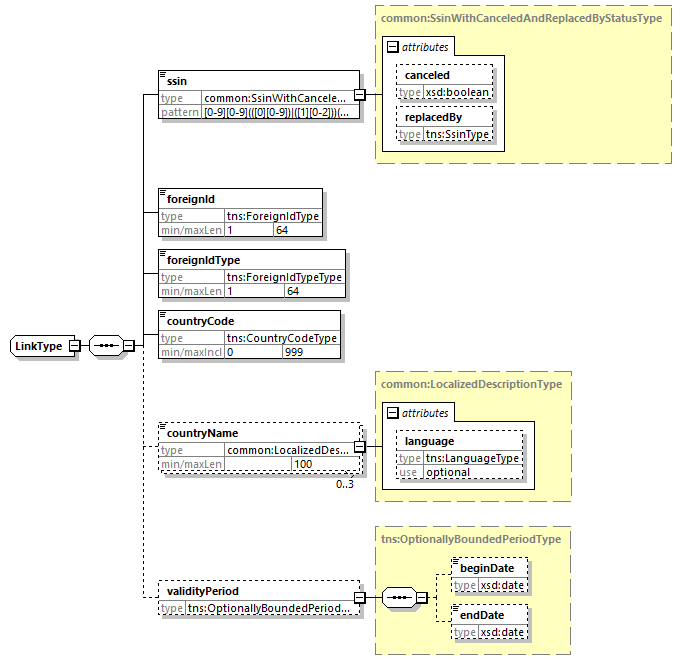 common:SsinWithCanceledAndReplacedByStatusType
attributes
canceled
type xsd:boolean
replacedBy
type tns:SsinType
ssin
type common:SsinWithCancele...
pattern [0-9][0-9](([0][0-9])|([1][0-2]))(...
foreignId
type tns:ForeignIdType
min/maxLen 1 64
foreignIdType
type tns:ForeignIdTypeType
min/maxLen 1 64
countryCode
type tns:CountryCodeType
min/maxIncl 0 999
LinkType
common:LocalizedDescriptionType
attributes
language
type tns:LanguageType
use optional
countryName
type common:LocalizedDes...
min/maxLen 100
0..3
tns:OptionallyBoundedPeriodType
beginDate
type xsd:date
endDate
type xsd:date
validityPeriod
type tns:OptionallyBoundedPeriod...